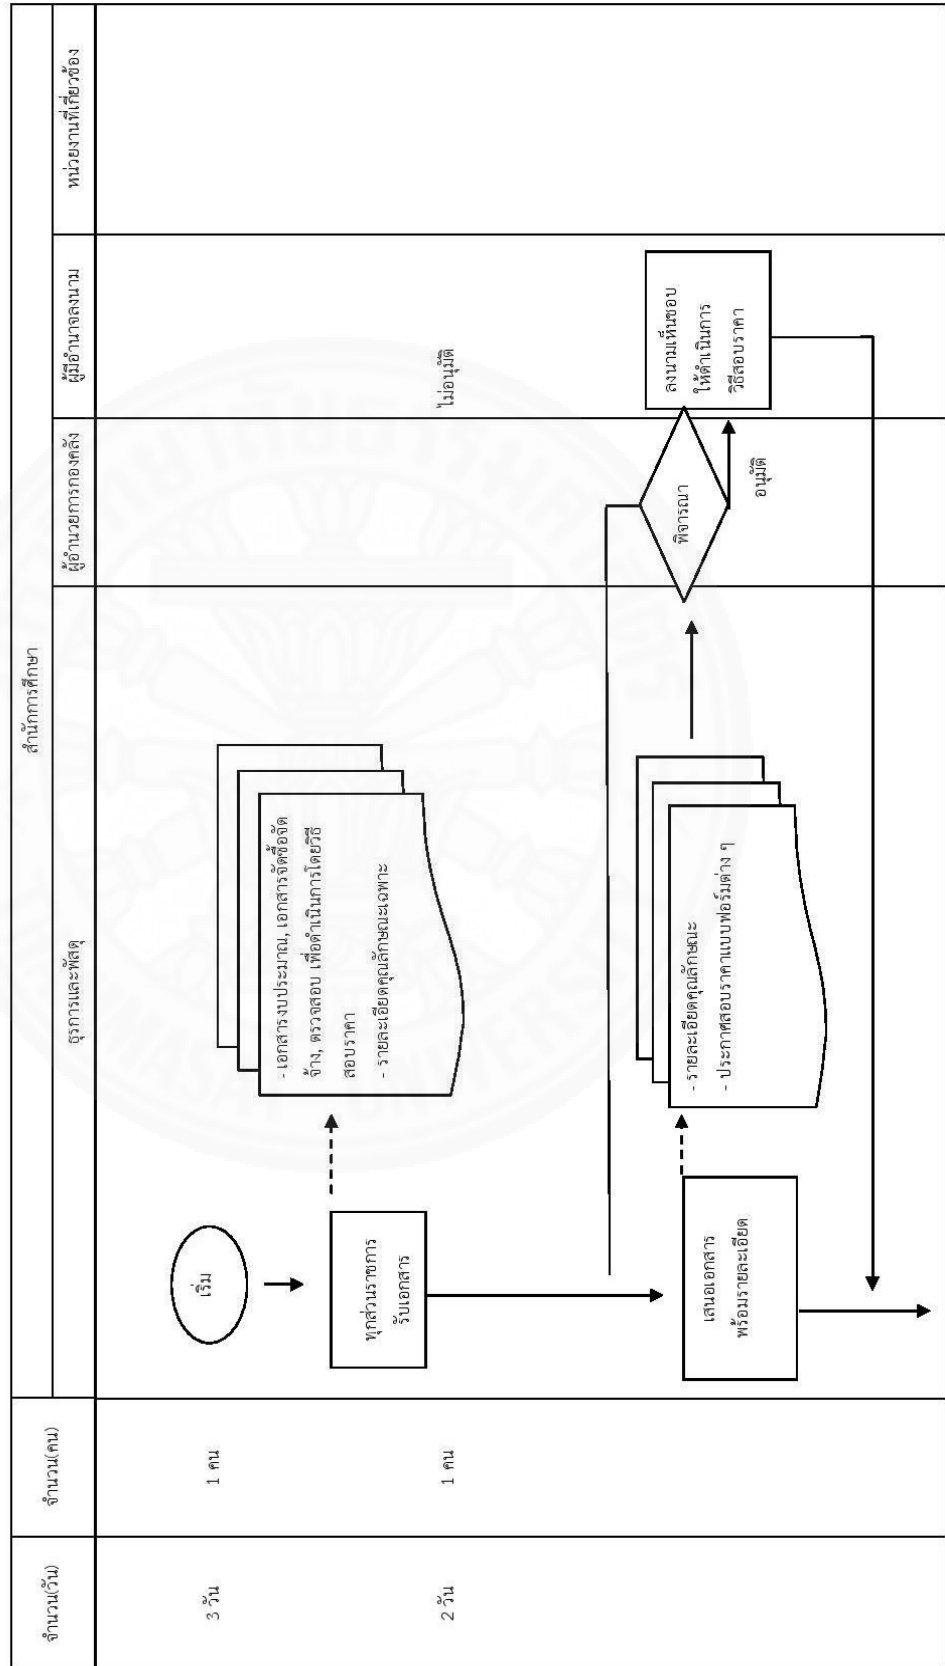 จำนวน(วัน)
จำนวน(คน)
สำนักการศึกษา
ธุรการและพัสดุ
ผู้อำนวยการกองคลัง
ผู้มีอำนาจลงนาม
หน่วยงานที่เกี่ยวข้อง
3 วัน
1 คน
เริ่ม
- เอกสารงบประมาณ, เอกสารจัดซื้อจัด
จ้าง, ตรวจสอบ เพื่อดำเนินการโดยวิธี
สอบราคา
- รายละเอียดคุณลักษณะเฉพาะ
ทุกส่วนราชการ
รับเอกสาร
2 วัน
1 คน
ไม่อนุมัติ
เสนอเอกสาร
พร้อมรายละเอียด
- รายละเอียดคุณลักษณะ
- ประกาศสอบราคาแบบฟอร์มต่าง ๆ
พิจารณา
อนุมัติ
ลงนามเห็นชอบ
ให้ดำเนินการ
วิธีสอบราคา